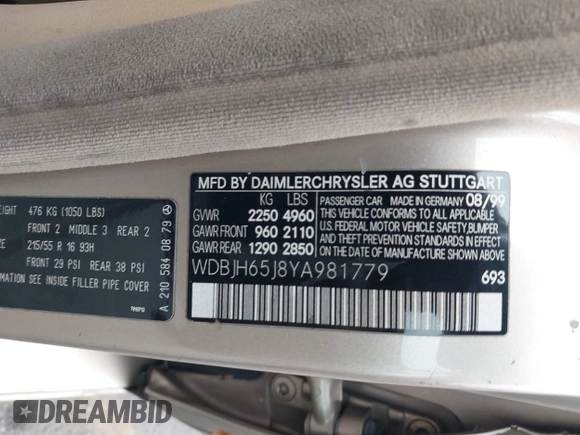 MFD BY DAIMLERCHRYSLER AG STUTTGART
KG LBS
GVWR 2250 4960
GAWR FRONT 960 2110
GAWR REAR 1290 2850
PASSENGER CAR MADE IN GERMANY 08/99
THIS VEHICLE CONFORMS TO ALL APPLICABLE
U.S. FEDERAL MOTOR VEHICLE SAFETY, BUMPER
AND THEFT PREVENTION STANDARDS IN EFFECT
ON THE DATE OF MANUFACTURE SHOWN ABOVE.
WDBJH65J8YA981779
693
EIGHT 476 KG (1050 LBS)
FRONT 2 MIDDLE 3 REAR 2
ZE 215/55 R 16 93H
FRONT 29 PSI REAR 38 PSI
RMATION - SEE INSIDE FILLER PIPE COVER
A 210 584 08 79
DREAMBID